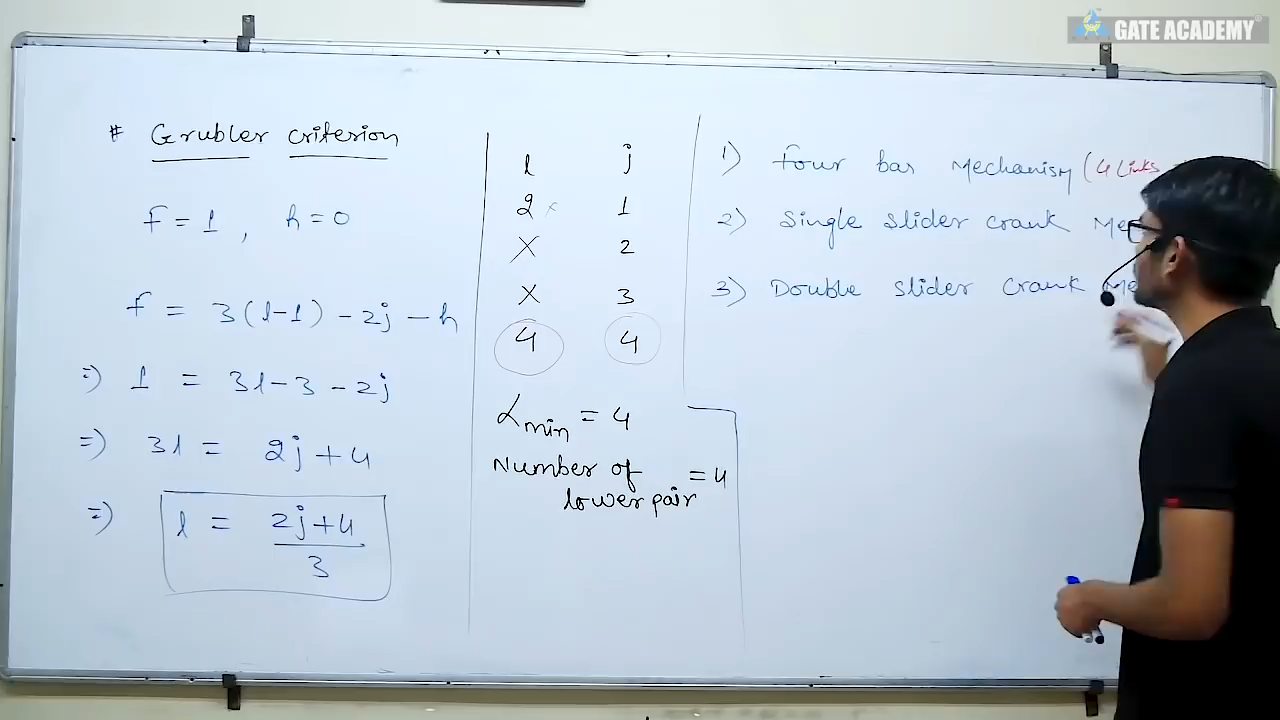 GATE ACADEMY
# Grubler criterion
f = 1 , h = 0
f = 3(l-1) - 2j - h
=) 1 = 3l - 3 - 2j
=) 3l = 2j + 4
=) l = 2j+4
3
l j
2 × 1
X 2
X 3
4 4
Lmin = 4
Number of
lower pair = 4
1) Four bar Mechanism (4 Links
2) Single slider crank Me
3) Double slider crank Me